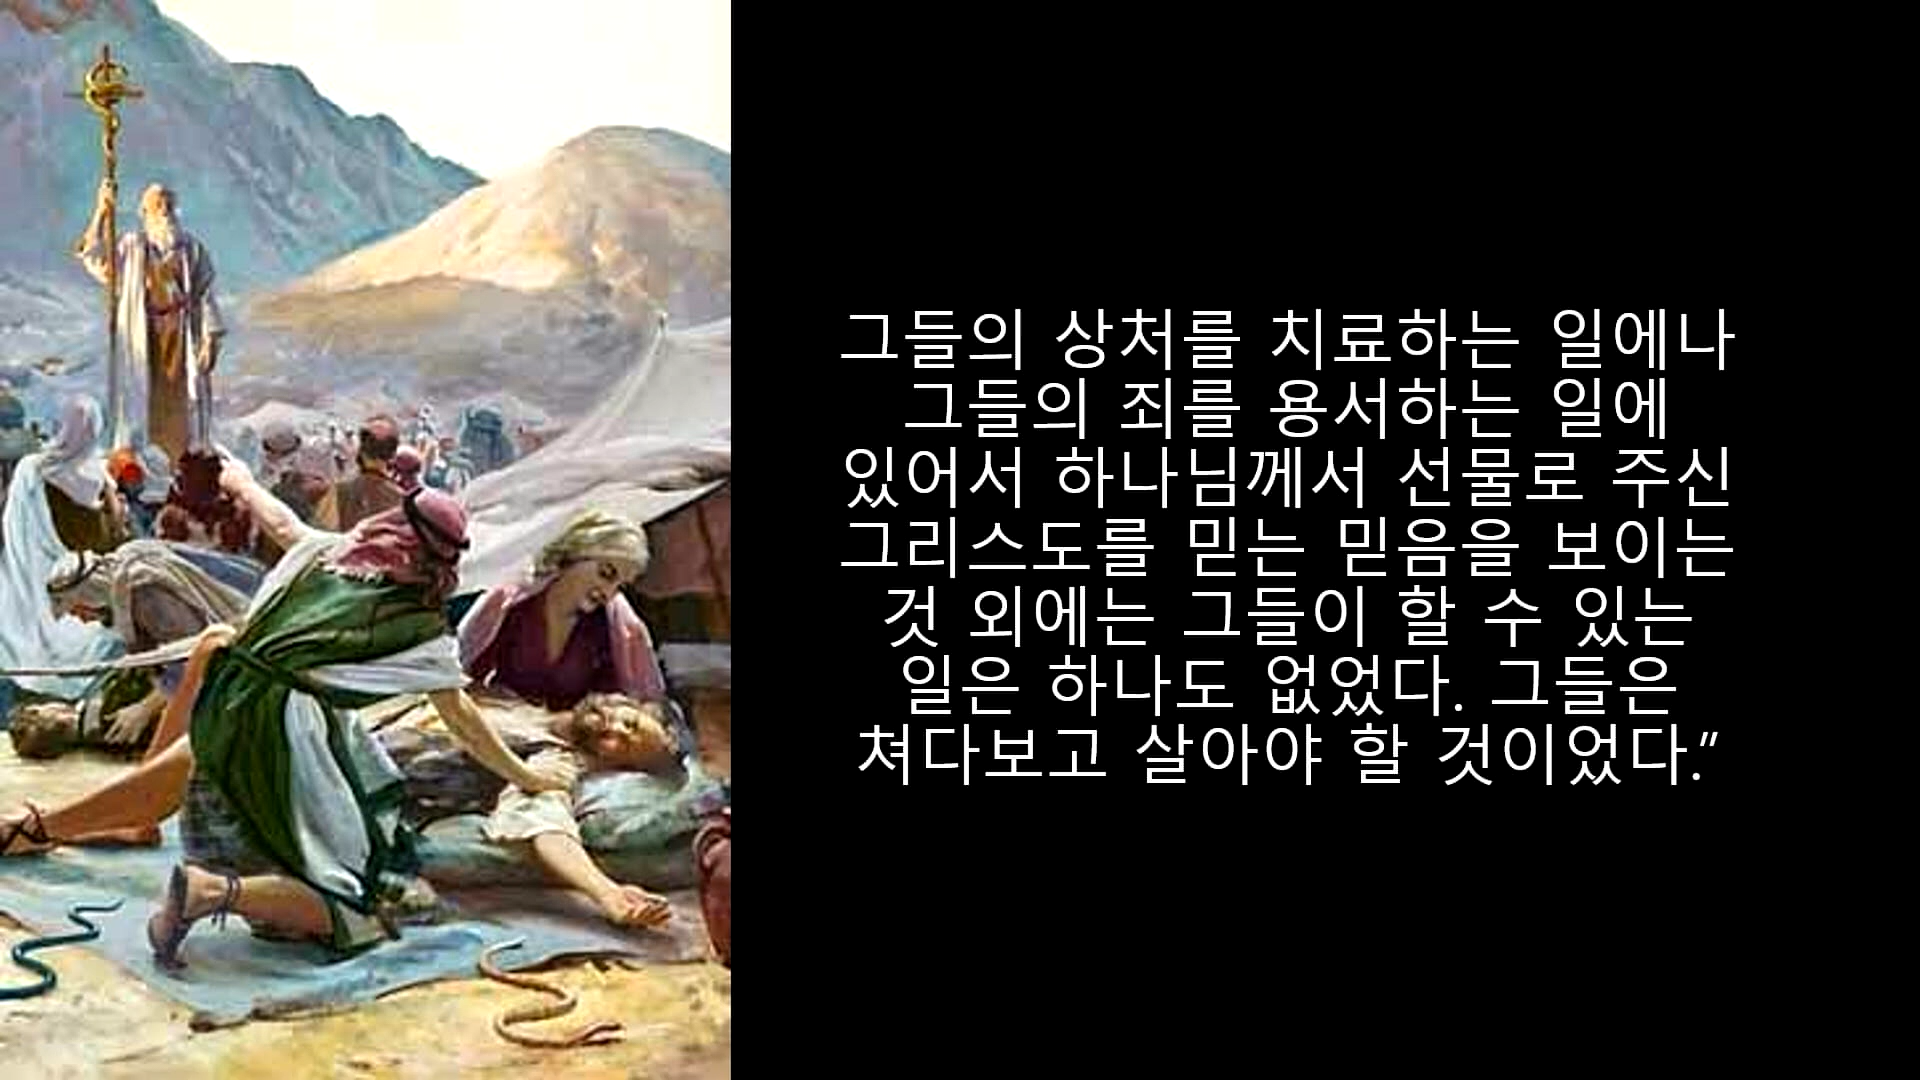 그들의 상처를 치료하는 일에나
그들의 죄를 용서하는 일에
있어서 하나님께서 선물로 주신
그리스도를 믿는 믿음을 보이는
것 외에는 그들이 할 수 있는
일은 하나도 없었다. 그들은
쳐다보고 살아야 할 것이었다.”